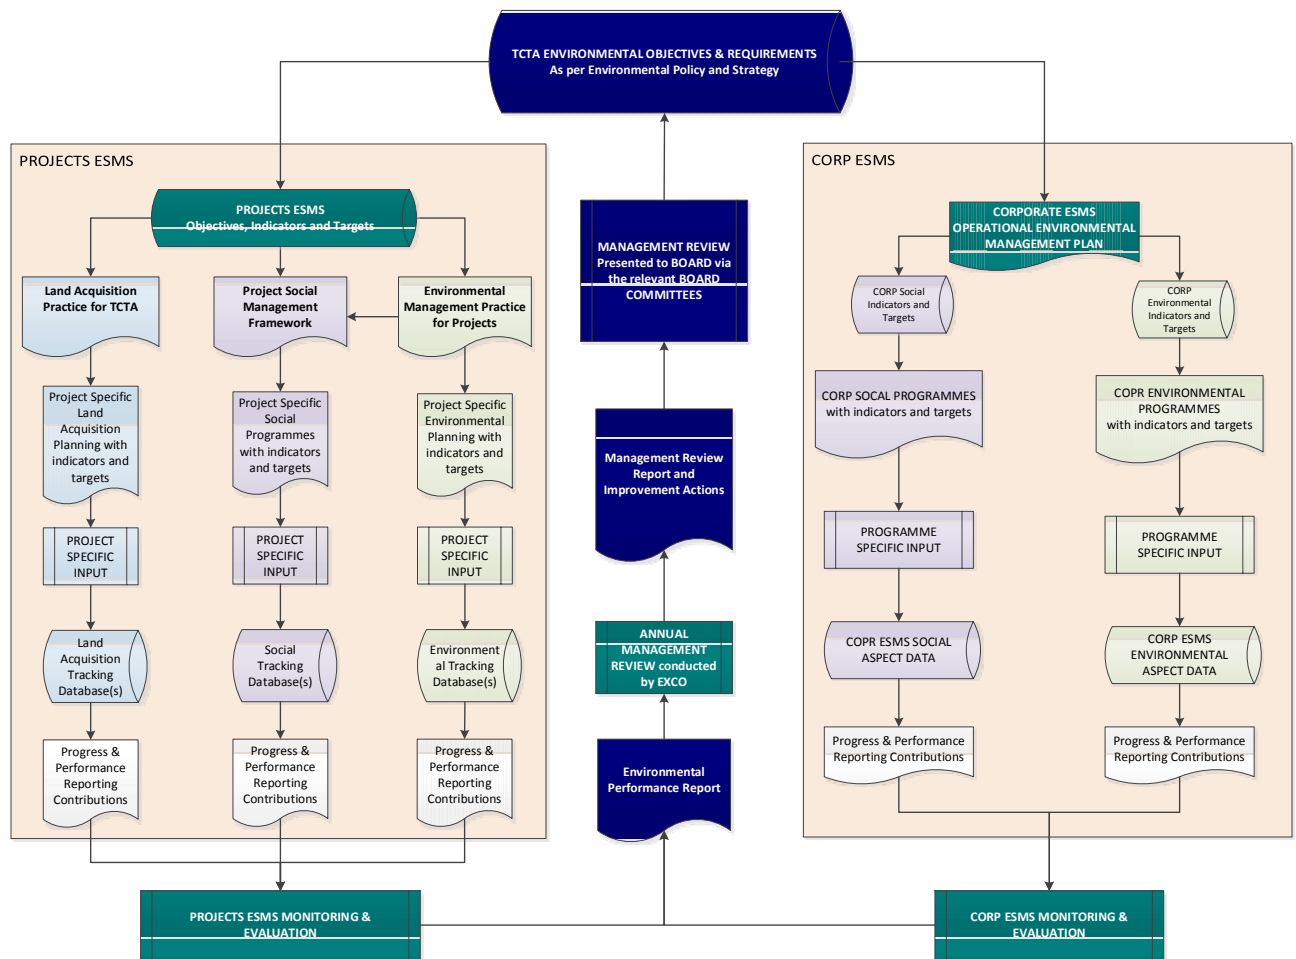 TCTA ENVIRONMENTAL OBJECTIVES & REQUIREMENTS
As per Environmental Policy and Strategy
PROJECTS ESMS
PROJECTS ESMS
Objectives, Indicators and Targets
Land Acquisition
Practice for TCTA
Project Social
Management
Framework
Environmental
Management Practice
for Projects
Project Specific
Land
Acquisition
Planning with
indicators and
targets
Project Specific
Social
Programmes
with indicators
and targets
Project Specific
Environmental
Planning with
indicators and
targets
PROJECT
SPECIFIC
INPUT
PROJECT
SPECIFIC
INPUT
PROJECT
SPECIFIC
INPUT
Land
Acquisition
Tracking
Database(s)
Social
Tracking
Database(s)
Environment
al Tracking
Database(s)
Progress &
Performance
Reporting
Contributions
Progress &
Performance
Reporting
Contributions
Progress &
Performance
Reporting
Contributions
PROJECTS ESMS MONITORING &
EVALUATION
MANAGEMENT REVIEW
Presented to BOARD via
the relevant BOARD
COMMITTEES
Management Review
Report and
Improvement Actions
ANNUAL
MANAGEMENT
REVIEW conducted
by EXCO
Environmental
Performance Report
CORP ESMS
CORPORATE ESMS
OPERATIONAL ENVIRONMENTAL
MANAGEMENT PLAN
CORP Social
Indicators and
Targets
CORP
Environmental
Indicators and
Targets
CORP SOCAL PROGRAMMES
with indicators and targets
COPR ENVIRONMENTAL
PROGRAMMES
with indicators and targets
PROGRAMME
SPECIFIC INPUT
PROGRAMME
SPECIFIC INPUT
COPR ESMS SOCIAL
ASPECT DATA
CORP ESMS
ENVIRONMENTAL
ASPECT DATA
Progress & Performance
Reporting Contributions
Progress & Performance
Reporting Contributions
CORP ESMS MONITORING &
EVALUATION